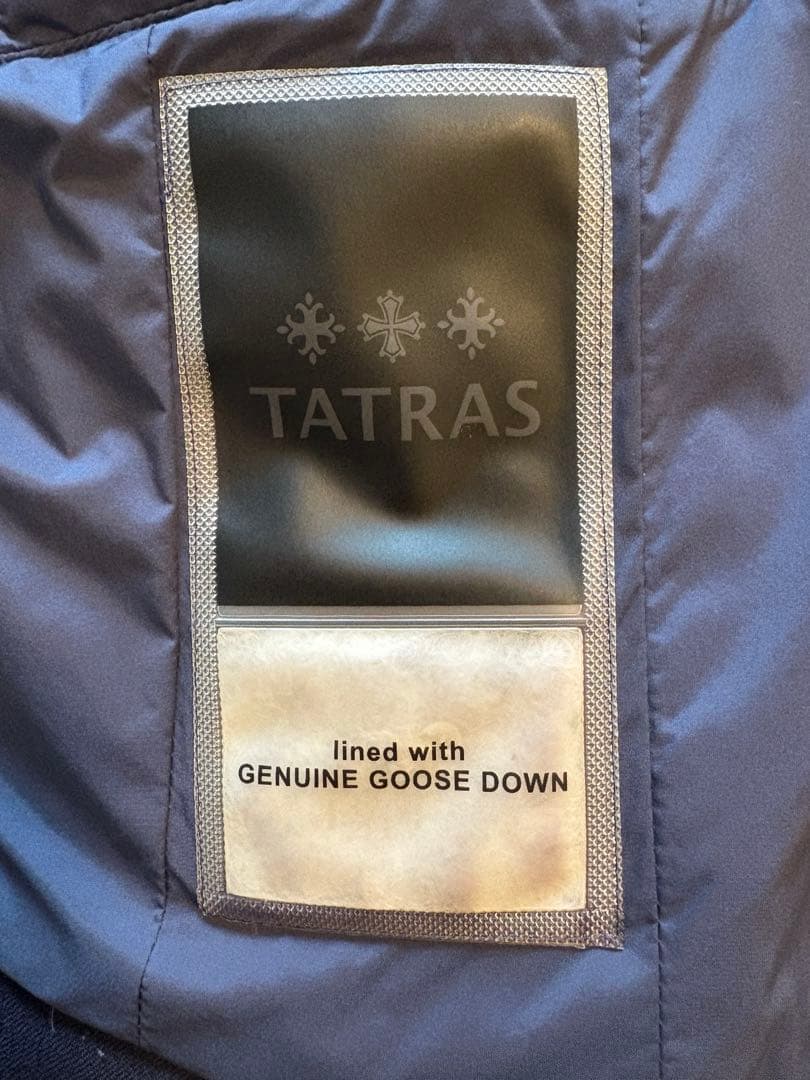 TATRAS
lined with
GENUINE GOOSE DOWN